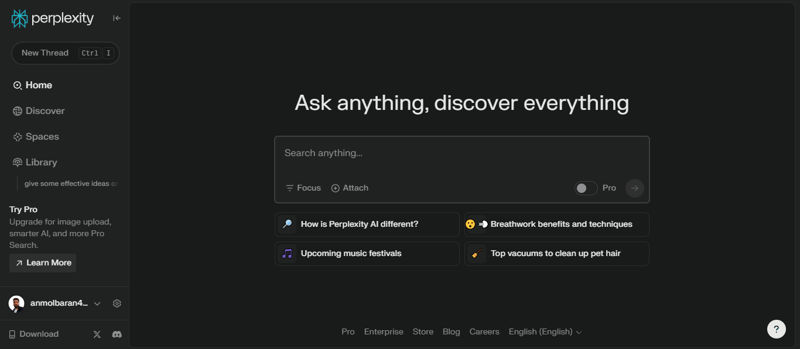 perplexity
New Thread Ctrl I
Home
Discover
Spaces
Library
give some effective ideas
Try Pro
Upgrade for image upload,
smarter AI, and more Pro
Search.
Learn More
anmolbaran4...
Download
Ask anything, discover everything
Search anything...
Focus Attach Pro
How is Perplexity AI different?
Breathwork benefits and techniques
Upcoming music festivals
Top vacuums to clean up pet hair
Pro Enterprise Store Blog Careers English (English)
?